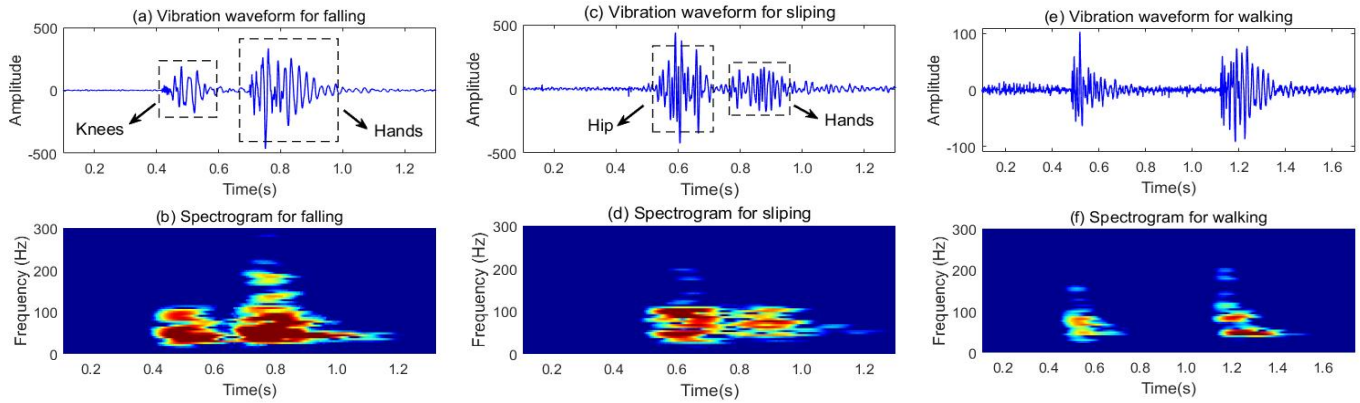 (a) Vibration waveform for falling
500
0
-500
Amplitude
Knees
Hands
0.2 0.4 0.6 0.8 1.0 1.2
Time(s)
(c) Vibration waveform for sliping
500
0
-500
Amplitude
Hip
Hands
0.2 0.4 0.6 0.8 1.0 1.2
Time(s)
(e) Vibration waveform for walking
100
0
-100
Amplitude
0.2 0.4 0.6 0.8 1.0 1.2 1.4 1.6
Time(s)
(b) Spectrogram for falling
300
200
100
0
Frequency (Hz)
0.2 0.4 0.6 0.8 1.0 1.2
Time(s)
(d) Spectrogram for sliping
300
200
100
0
Frequency (Hz)
0.2 0.4 0.6 0.8 1.0 1.2
Time(s)
(f) Spectrogram for walking
300
200
100
0
Frequency (Hz)
0.2 0.4 0.6 0.8 1.0 1.2 1.4 1.6
Time(s)